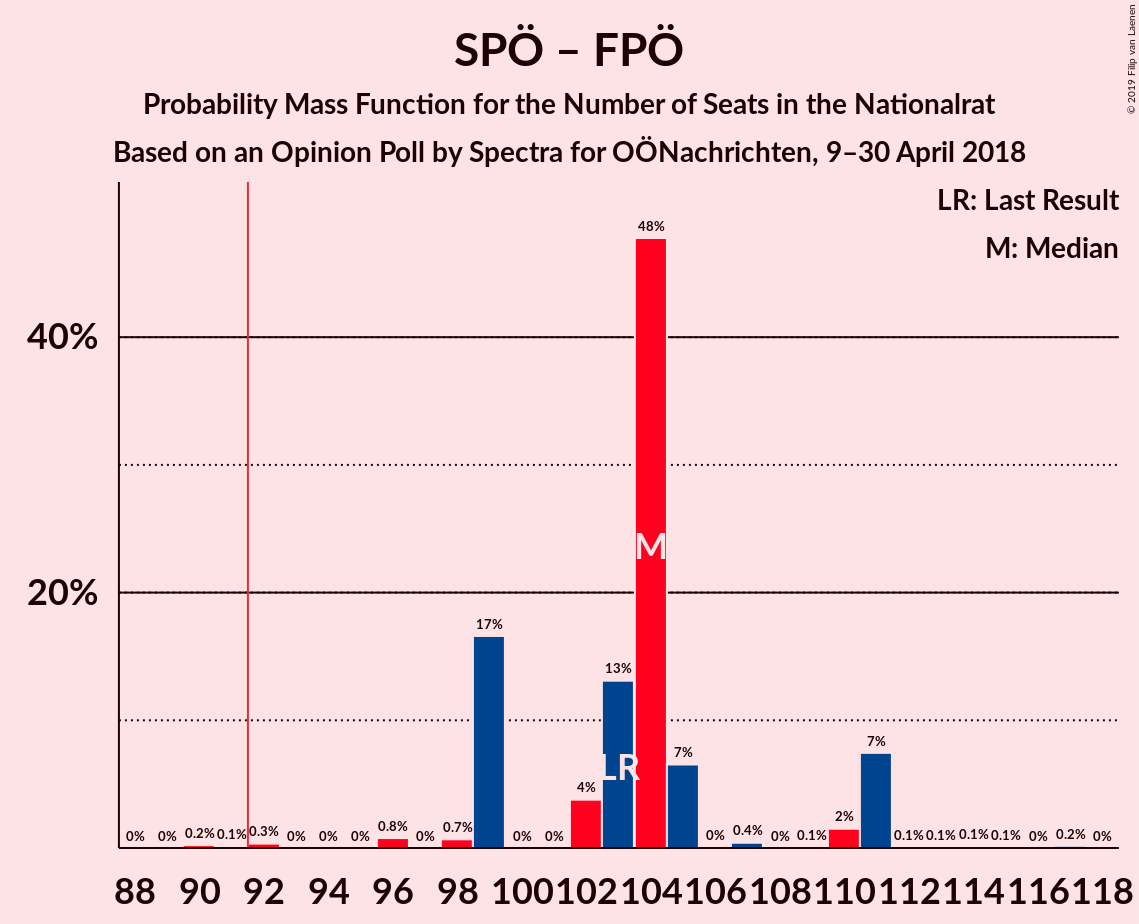 SPÖ – FPÖ
Probability Mass Function for the Number of Seats in the Nationalrat
Based on an Opinion Poll by Spectra for OÖNachrichten, 9–30 April 2018
© 2019 Filip van Laenen
LR: Last Result
M: Median
40%
20%
0% 0% 0.2% 0.1% 0.3% 0% 0% 0% 0.8% 0% 0.7% 17% 0% 0% 4% 13% 48% 7% 0% 0.4% 0% 0.1% 2% 7% 0.1% 0.1% 0.1% 0.1% 0% 0.2% 0%
M
LR
88 90 92 94 96 98 100 102 104 106 108 110 112 114 116 118